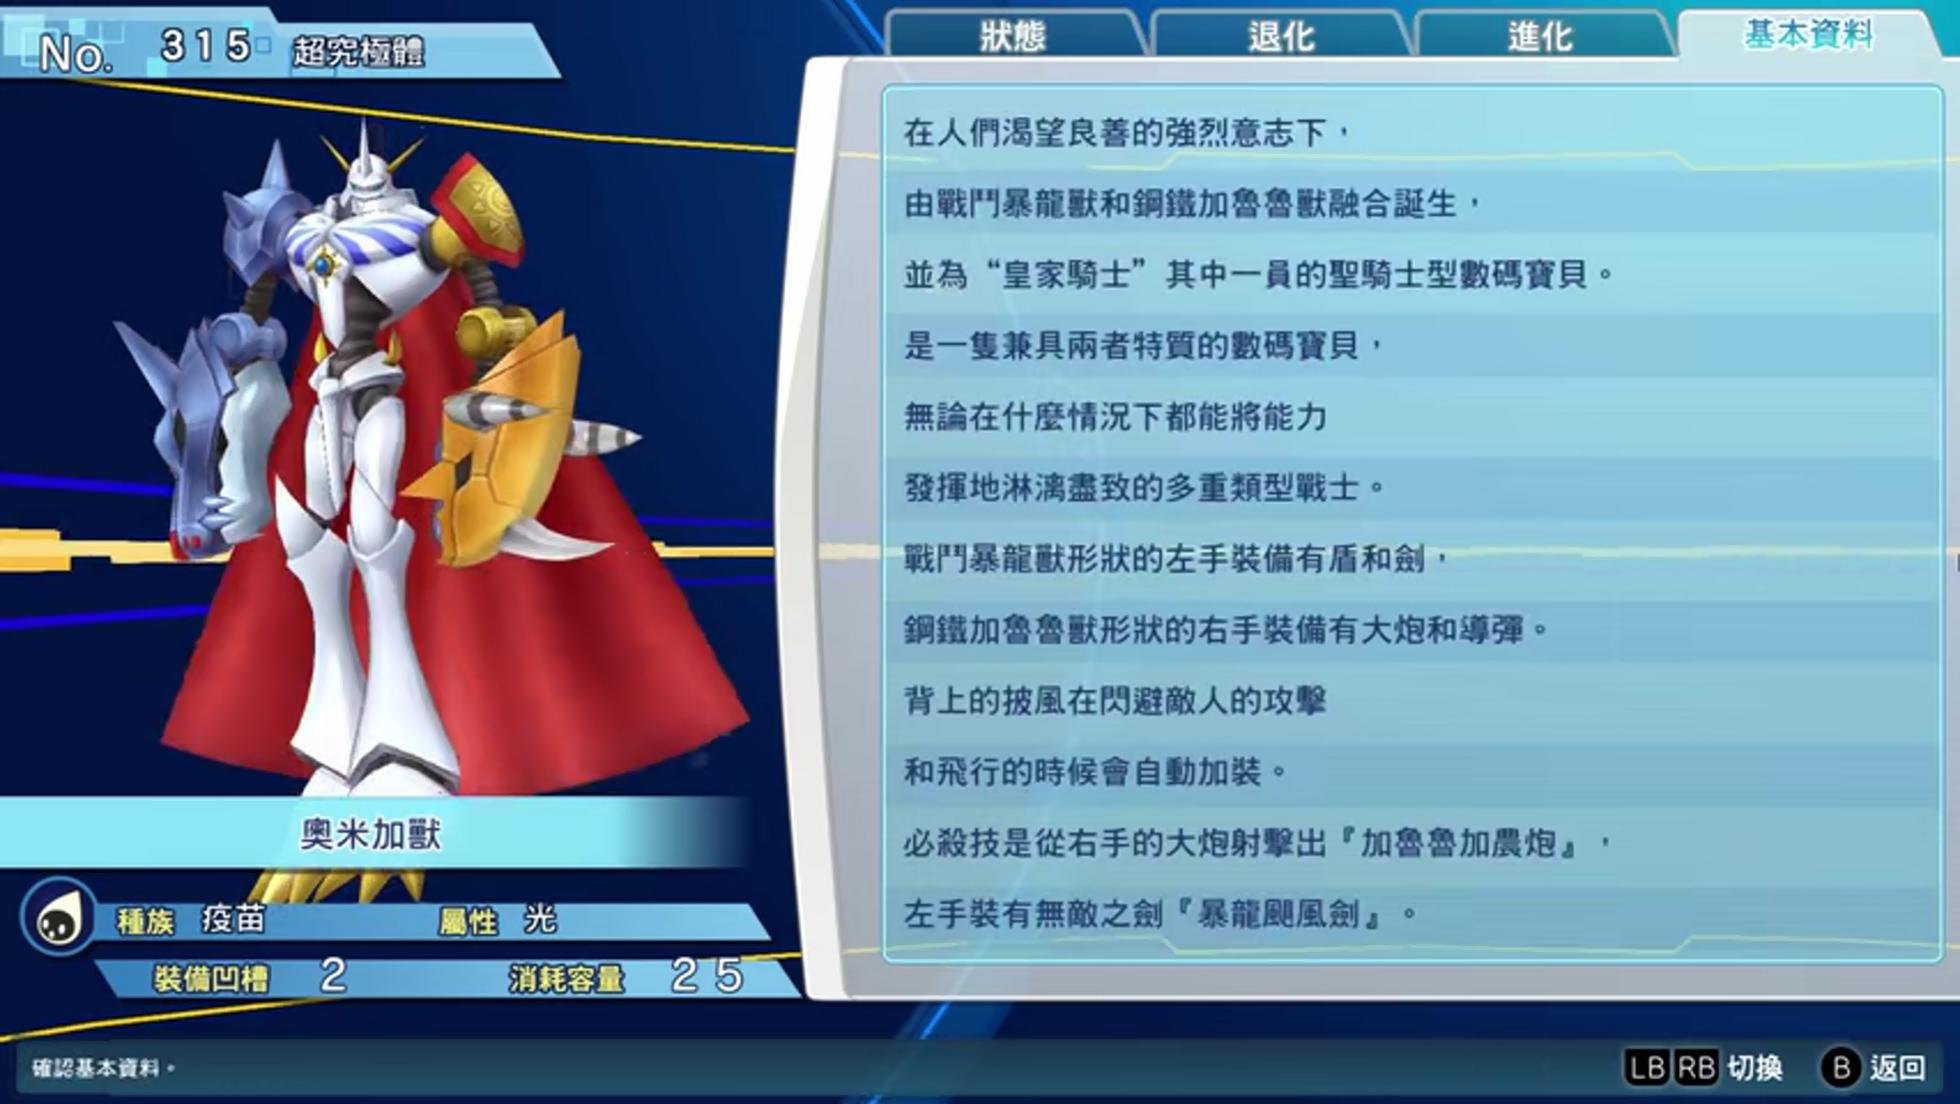 No. 315 超究極體
狀態 退化 進化 基本資料
在人們渴望良善的強烈意志下，
由戰鬥暴龍獸和鋼鐵加魯魯獸融合誕生，
並為“皇家騎士”其中一員的聖騎士型數碼寶貝。
是一隻兼具兩者特質的數碼寶貝，
無論在什麼情況下都能將能力
發揮地淋漓盡致的多重類型戰士。
戰鬥暴龍獸形狀的左手裝備有盾和劍，
鋼鐵加魯魯獸形狀的右手裝備有大炮和導彈。
背上的披風在閃避敵人的攻擊
和飛行的時候會自動加裝。
必殺技是從右手的大炮射擊出『加魯魯加農炮』，
左手裝有無敵之劍『暴龍颶風劍』。
奧米加獸
種族 疫苗 屬性 光
裝備凹槽 2 消耗容量 25
確認基本資料。
LB RB 切換 B 返回